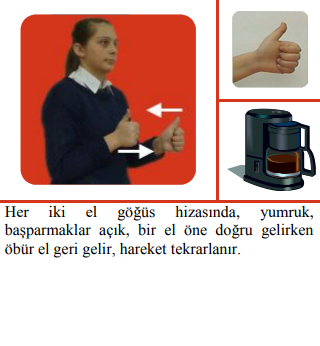 Her iki el göğüs hizasında, yumruk,
başparmaklar açık, bir el öne doğru gelirken
öbür el geri gelir, hareket tekrarlanır.